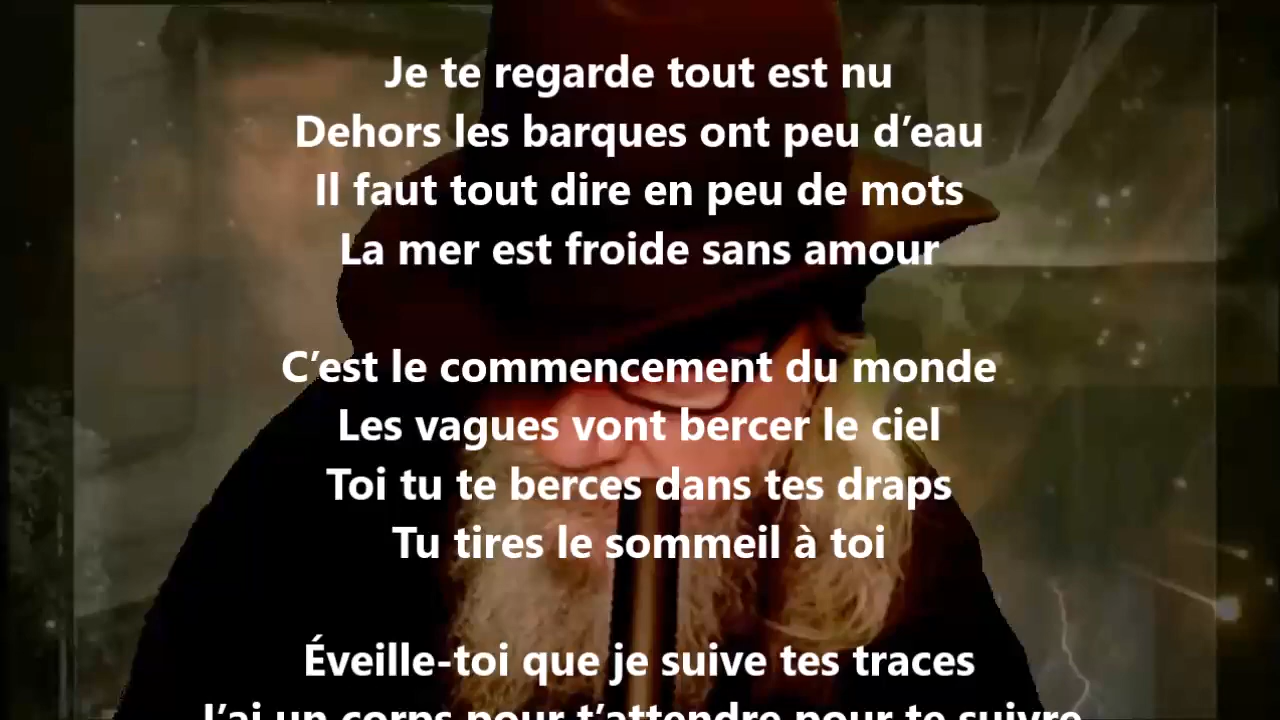 Je te regarde tout est nu
Dehors les barques ont peu d’eau
Il faut tout dire en peu de mots
La mer est froide sans amour
C’est le commencement du monde
Les vagues vont bercer le ciel
Toi tu te berces dans tes draps
Tu tires le sommeil à toi
Éveille-toi que je suive tes traces
J’ai un corps pour t’attendre pour te suivre